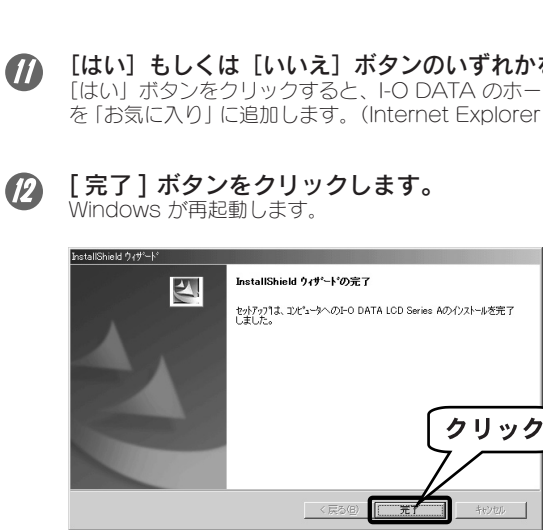 11 ［はい］もしくは［いいえ］ボタンのいずれかを
［はい］ボタンをクリックすると、I-O DATA のホー
を「お気に入り」に追加します。（Internet Explorer
12 ［完了］ボタンをクリックします。
Windows が再起動します。
InstallShield ウィザード
InstallShield ウィザードの完了
セットアップは、コンピュータへのI-O DATA LCD Series Aのインストールを完了
しました。
クリック
< 戻る(B)
完了
キャンセル